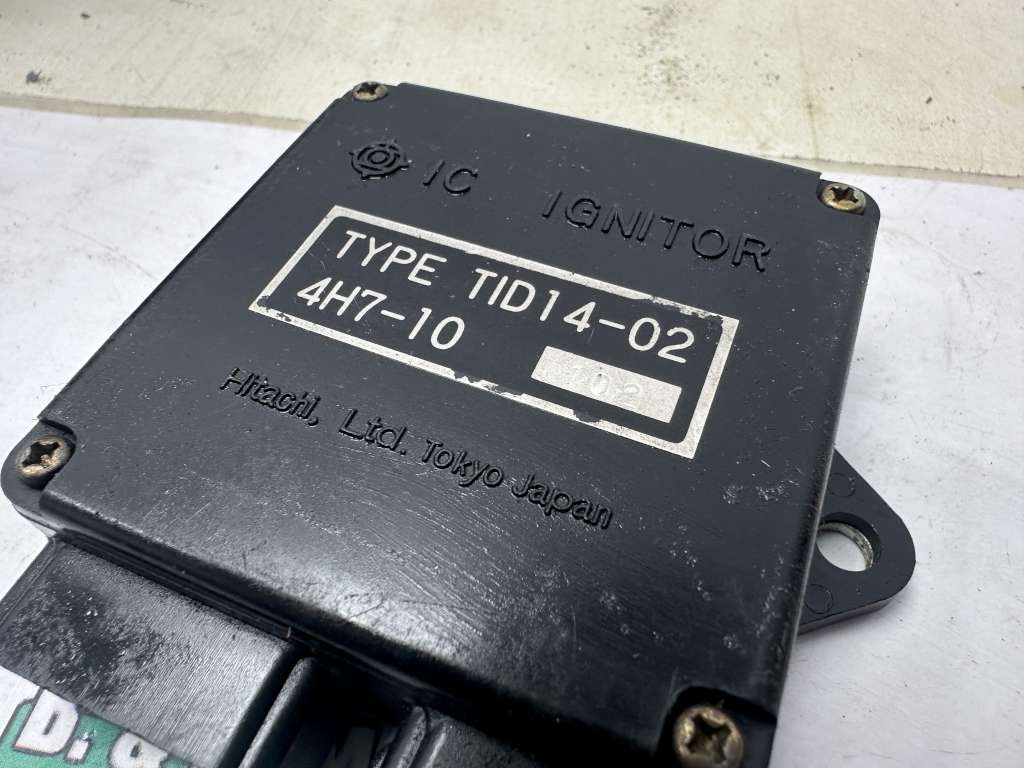 IC IGNITOR
TYPE TID14-02
4H7-10
102
Hitachi, Ltd. Tokyo Japan
D. &